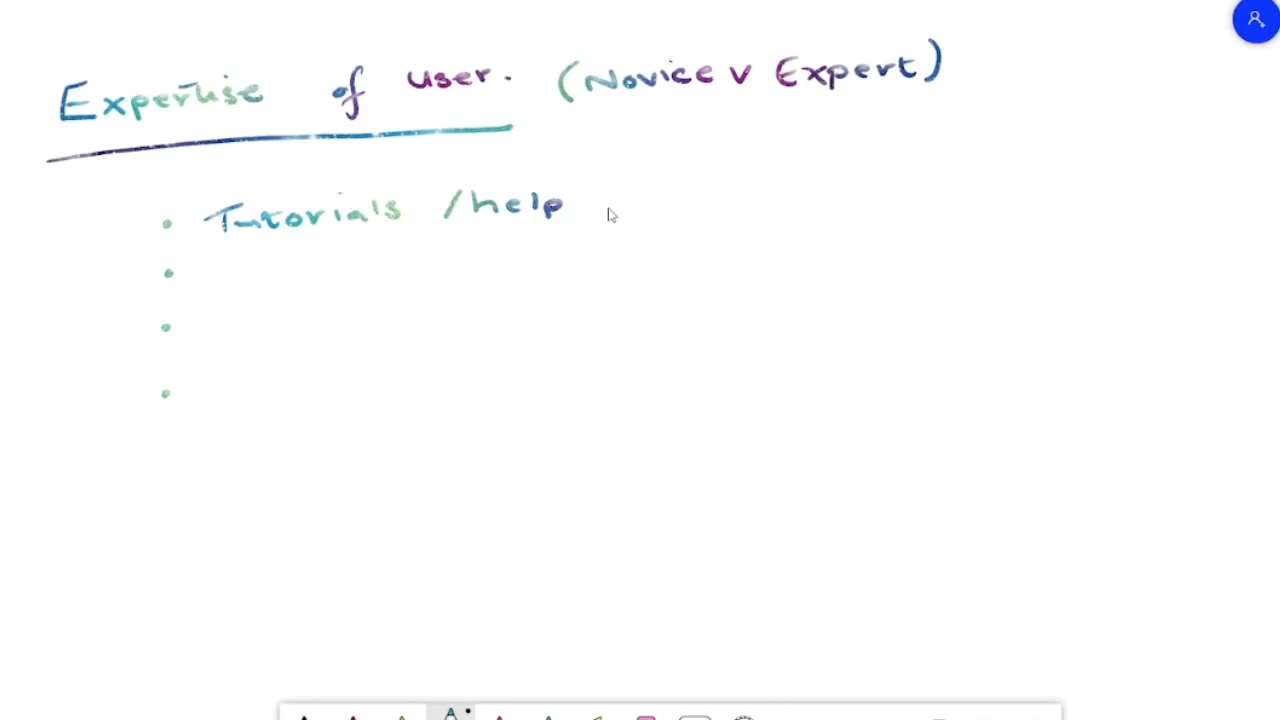 Expertise of user. (Novice v Expert)
• Tutorials /help
•
•
•